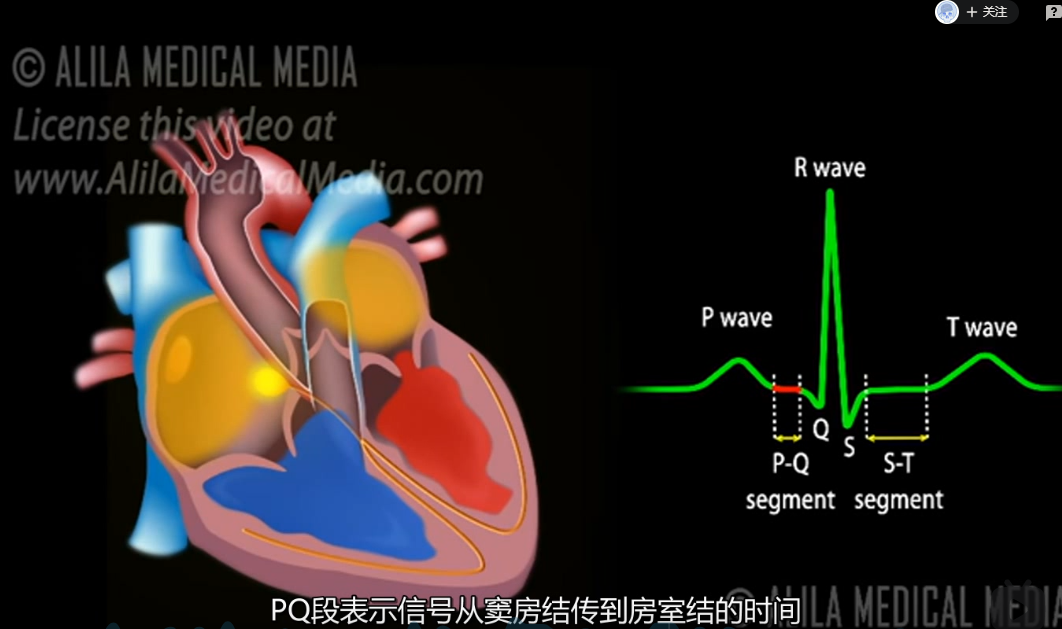 + 关注
?
© ALILA MEDICAL MEDIA
License this video at
www.AlilaMedicalMedia.com
R wave
P wave
T wave
Q
S
P-Q
segment
S-T
segment
© ALILA MEDICAL MEDIA
PQ段表示信号从窦房结传到房室结的时间